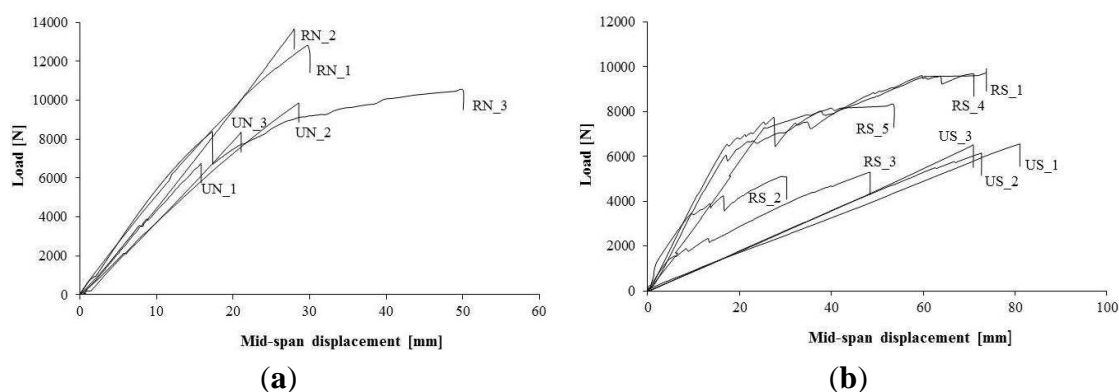 14000
12000
10000
8000
6000
4000
2000
0
Load [N]
RN_2
RN_1
RN_3
UN_3
UN_2
UN_1
0 10 20 30 40 50 60
Mid-span displacement [mm]
(a)
12000
10000
8000
6000
4000
2000
0
Load [N]
RS_1
RS_4
RS_5
US_3
RS_3
US_1
US_2
RS_2
0 20 40 60 80 100
Mid-span displacement [mm]
(b)